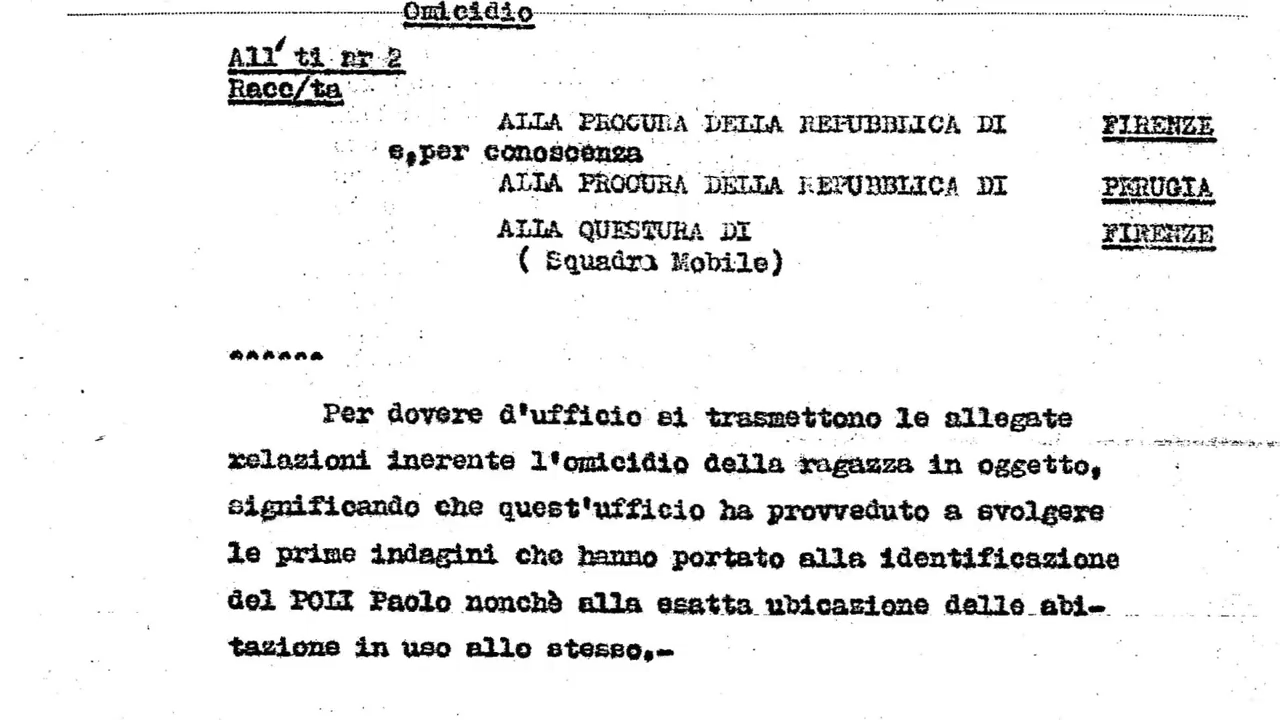 Omicidio
All'ti nr 2
Racc/ta
ALLA PROCURA DELLA REPUBBLICA DI FIRENZE
e,per conoscenza
ALLA PROCURA DELLA REPUBBLICA DI PERUGIA
ALLA QUESTURA DI FIRENZE
( Squadra Mobile)
^^^^^^
Per dovere d'ufficio si trasmettono le allegate
relazioni inerente l'omicidio della ragazza in oggetto,
significando che quest'ufficio ha provveduto a svolgere
le prime indagini che hanno portato alla identificazione
del POLI Paolo nonchè alla esatta ubicazione delle abi-
tazione in uso allo stesso.-